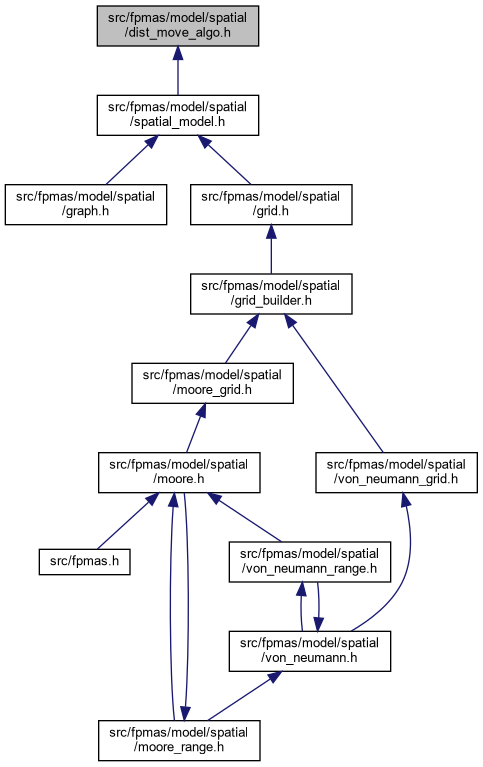 src/fpmas/model/spatial
/dist_move_algo.h
src/fpmas/model/spatial
/spatial_model.h
src/fpmas/model/spatial
/graph.h
src/fpmas/model/spatial
/grid.h
src/fpmas/model/spatial
/grid_builder.h
src/fpmas/model/spatial
/moore_grid.h
src/fpmas/model/spatial
/moore.h
src/fpmas/model/spatial
/von_neumann_grid.h
src/fpmas.h
src/fpmas/model/spatial
/von_neumann_range.h
src/fpmas/model/spatial
/von_neumann.h
src/fpmas/model/spatial
/moore_range.h